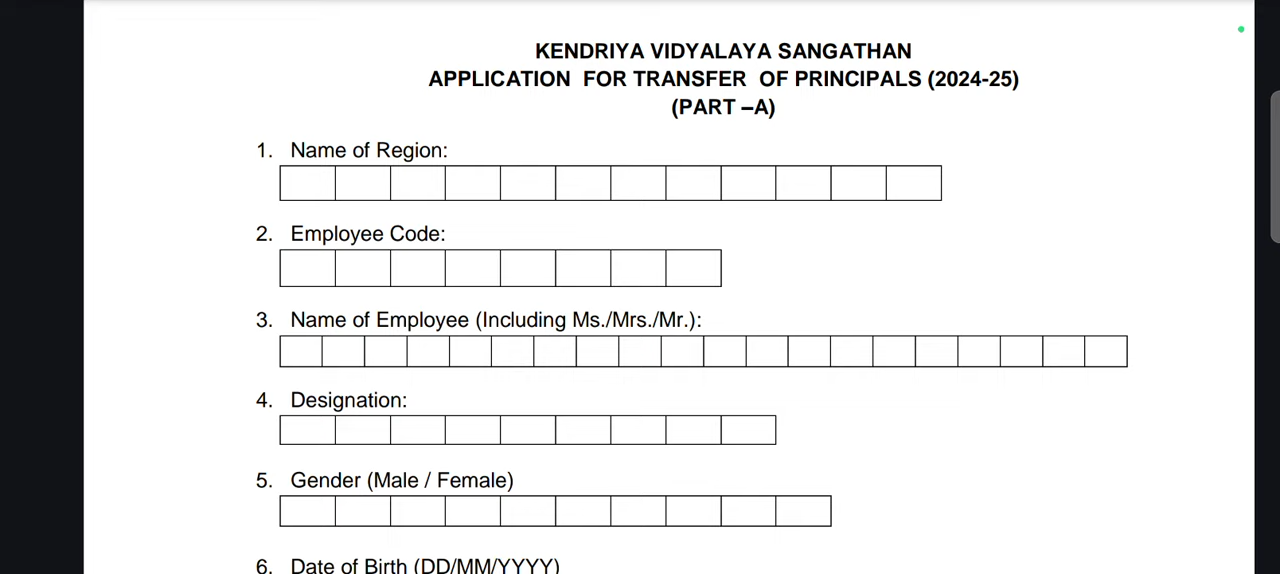 KENDRIYA VIDYALAYA SANGATHAN
APPLICATION FOR TRANSFER OF PRINCIPALS (2024-25)
(PART –A)
1. Name of Region:
2. Employee Code:
3. Name of Employee (Including Ms./Mrs./Mr.):
4. Designation:
5. Gender (Male / Female)
6. Date of Birth (DD/MM/YYYY)